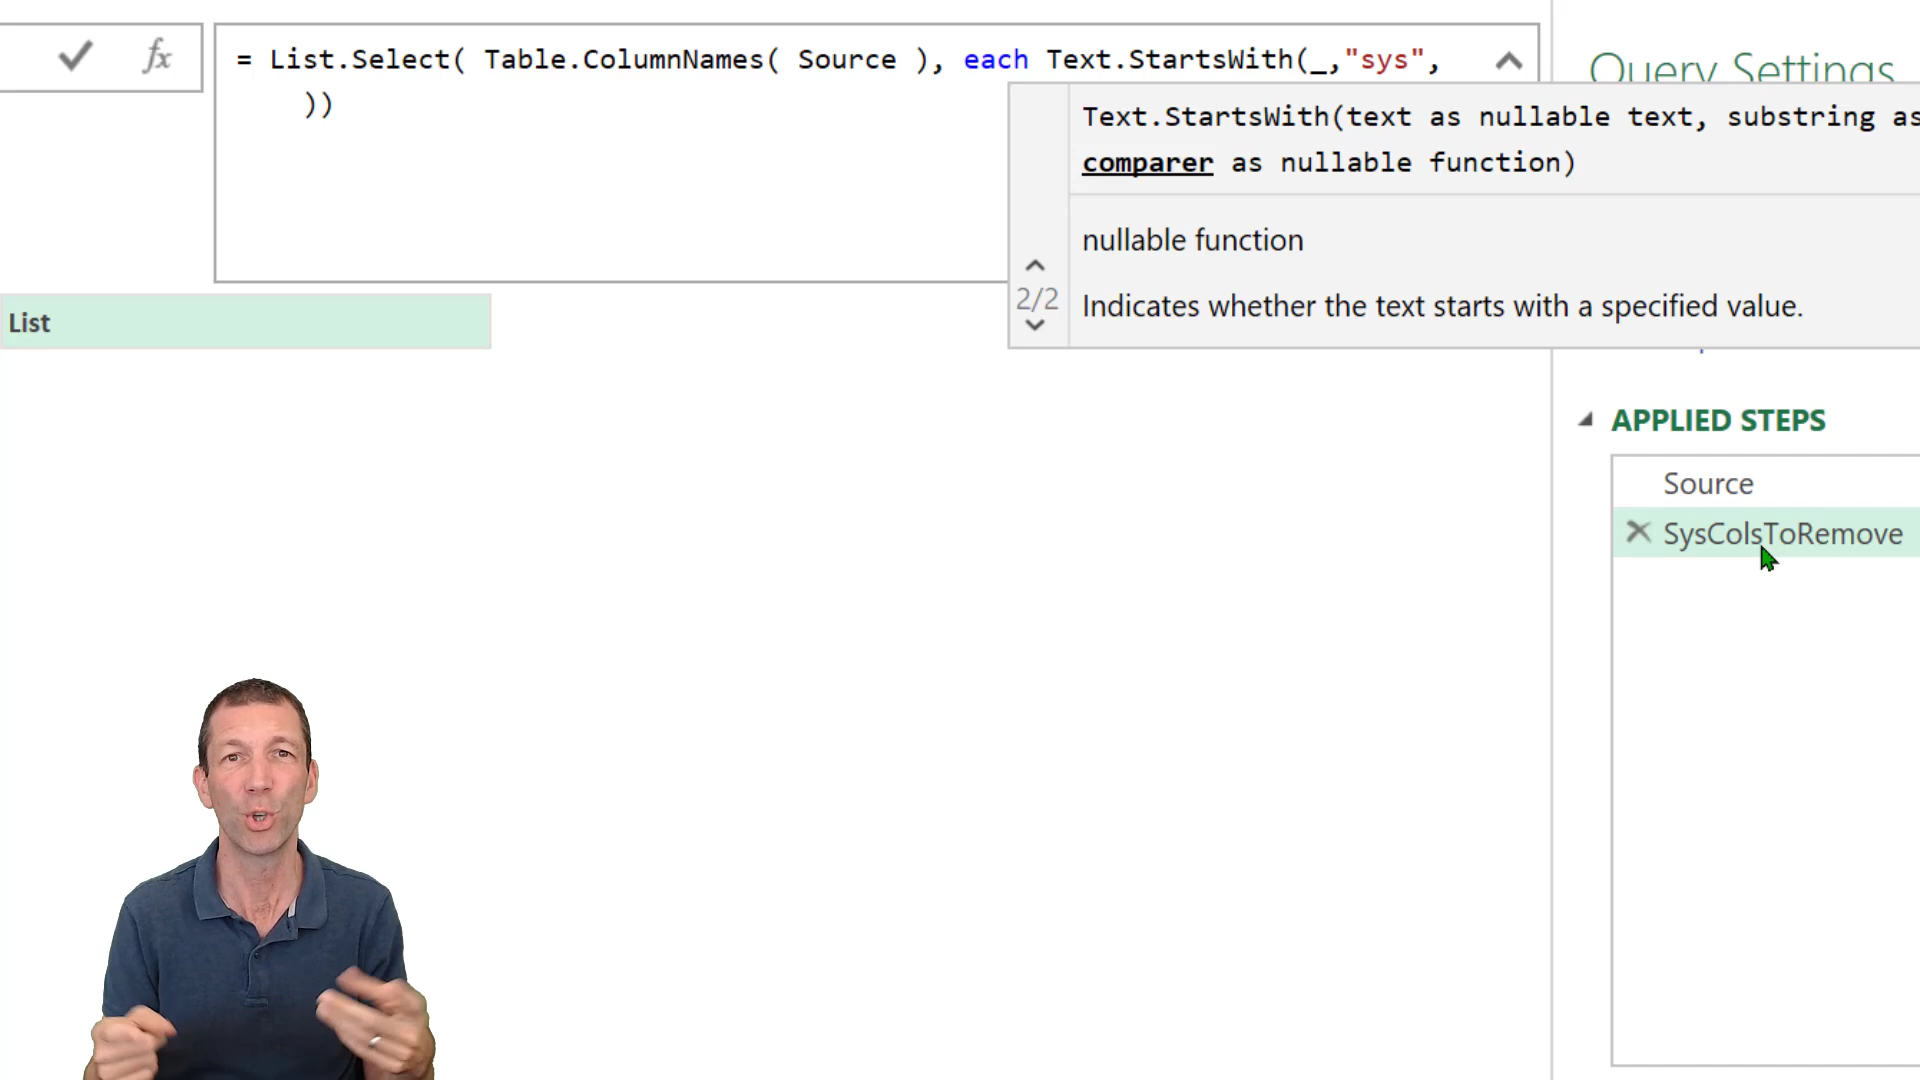 fx
= List.Select( Table.ColumnNames( Source ), each Text.StartsWith(_,"sys",
))
Query Settings
Text.StartsWith(text as nullable text, substring as
comparer as nullable function)
nullable function
2/2
Indicates whether the text starts with a specified value.
List
APPLIED STEPS
Source
SysColsToRemove